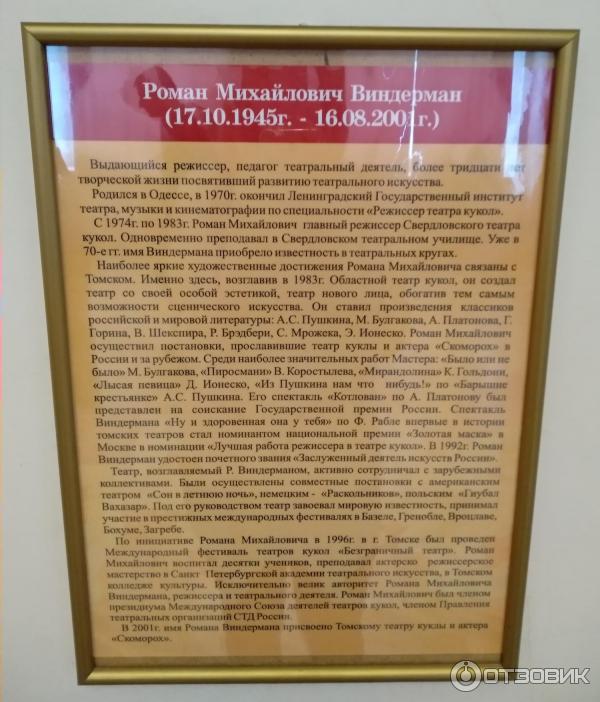 Роман Михайлович Виндерман
(17.10.1945г. - 16.08.2001г.)
Выдающийся режиссер, педагог театральный деятель, более тридцати лет
творческой жизни посвятивший развитию театрального искусства.
Родился в Одессе, в 1970г. окончил Ленинградский Государственный институт
театра, музыки и кинематографии по специальности «Режиссер театра кукол».
С 1974г. по 1983г. Роман Михайлович главный режиссер Свердловского театра
кукол. Одновременно преподавал в Свердловском театральном училище. Уже в
70-е гг. имя Виндермана приобрело известность в театральных кругах.
Наиболее яркие художественные достижения Романа Михайловича связаны с
Томском. Именно здесь, возглавив в 1983г. Областной театр кукол, он создал
театр со своей особой эстетикой, театр нового лица, обогатив тем самым
возможности сценического искусства. Он ставил произведения классиков
российской и мировой литературы: А.С. Пушкина, М. Булгакова, А. Платонова, Г.
Горина, В. Шекспира, Р. Брэдбери, С. Мрожека, Э. Ионеско. Роман Михайлович
осуществил постановки, прославившие театр куклы и актера «Скоморох» в
России и за рубежом. Среди наиболее значительных работ Мастера: «Было или не
было» М. Булгакова, «Пиросмани» В. Коростылева, «Мирандолина» К. Гольдони,
«Лысая певица» Д. Ионеско, «Из Пушкина нам что нибудь!» по «Барышне
крестьянке» А.С. Пушкина. Его спектакль «Котлован» по А. Платонову был
представлен на соискание Государственной премии России. Спектакль
Виндермана «Ну и здоровенная она у тебя» по Ф. Рабле впервые в истории
томских театров стал номинантом национальной премии «Золотая маска» в
Москве в номинации «Лучшая работа режиссера в театре кукол». В 1992г. Роман
Виндерман удостоен почетного звания «Заслуженный деятель искусств России».
Театр, возглавляемый Р. Виндерманом, активно сотрудничал с зарубежными
коллективами. Были осуществлены совместные постановки с американским
театром «Сон в летнюю ночь», немецким - «Раскольников», польским «Гиубал
Вахазар». Под его руководством театр завоевал мировую известность, принимал
участие в престижных международных фестивалях в Базеле, Гренобле, Вроцлаве,
Бохуме, Загребе.
По инициативе Романа Михайловича в 1996г. в г. Томске был проведен
Международный фестиваль театров кукол «Безграничный театр». Роман
Михайлович воспитал десятки учеников, преподавал актерско режиссерское
мастерство в Санкт Петербургской академии театрального искусства, в Томском
колледже культуры. Исключительно велик авторитет Романа Михайловича
Виндермана, режиссера и театрального деятеля. Роман Михайлович был членом
президиума Международного Союза деятелей театров кукол, членом Правления
театральных организаций СТД России.
В 2001г. имя Романа Виндермана присвоено Томскому театру куклы и актера
«Скоморох».
ОТЗОВИК